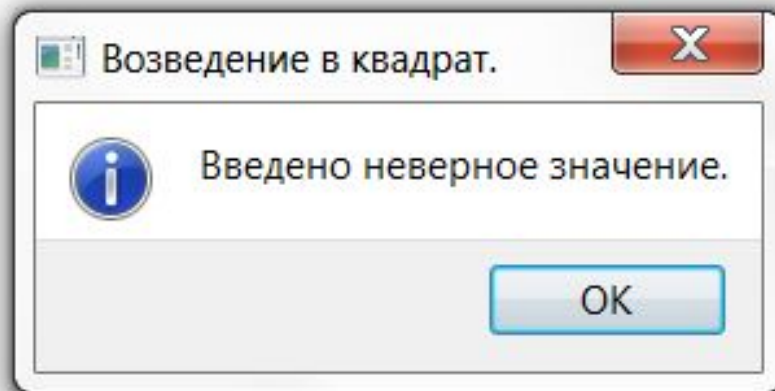 Возведение в квадрат.
Введено неверное значение.
OK